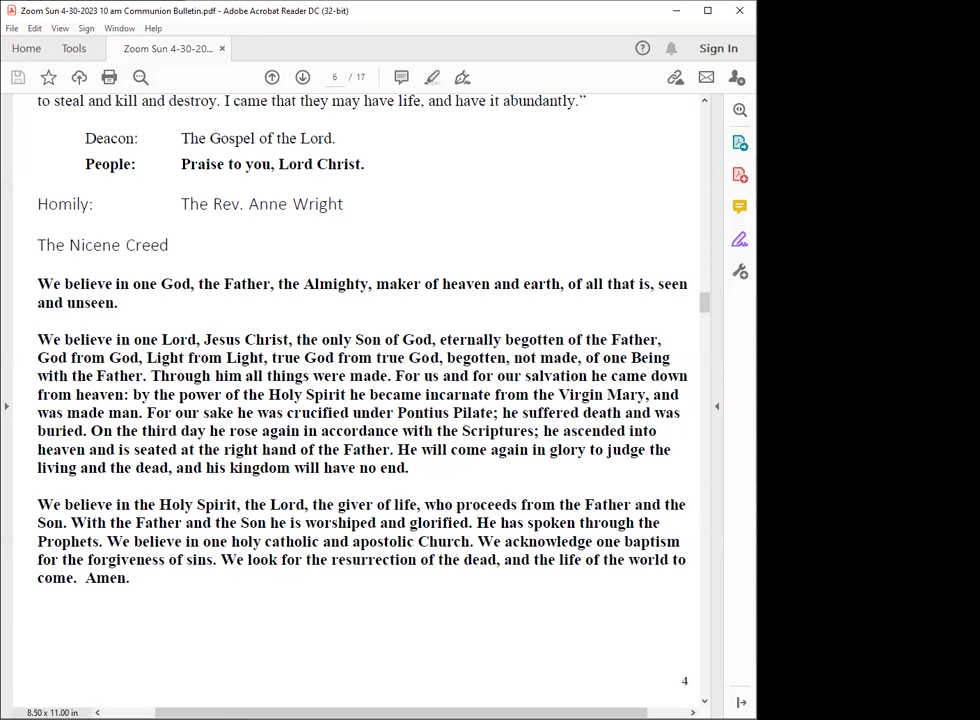 Zoom Sun 4-30-2023 10 am Communion Bulletin.pdf - Adobe Acrobat Reader DC (32-bit)
File Edit View Sign Window Help
Home Tools Zoom Sun 4-30-20... × Sign In
6 / 17
to steal and kill and destroy. I came that they may have life, and have it abundantly.”
Deacon: The Gospel of the Lord.
People: Praise to you, Lord Christ.
Homily: The Rev. Anne Wright
The Nicene Creed
We believe in one God, the Father, the Almighty, maker of heaven and earth, of all that is, seen
and unseen.
We believe in one Lord, Jesus Christ, the only Son of God, eternally begotten of the Father,
God from God, Light from Light, true God from true God, begotten, not made, of one Being
with the Father. Through him all things were made. For us and for our salvation he came down
from heaven: by the power of the Holy Spirit he became incarnate from the Virgin Mary, and
was made man. For our sake he was crucified under Pontius Pilate; he suffered death and was
buried. On the third day he rose again in accordance with the Scriptures; he ascended into
heaven and is seated at the right hand of the Father. He will come again in glory to judge the
living and the dead, and his kingdom will have no end.
We believe in the Holy Spirit, the Lord, the giver of life, who proceeds from the Father and the
Son. With the Father and the Son he is worshiped and glorified. He has spoken through the
Prophets. We believe in one holy catholic and apostolic Church. We acknowledge one baptism
for the forgiveness of sins. We look for the resurrection of the dead, and the life of the world to
come. Amen.
4
8.50 x 11.00 in